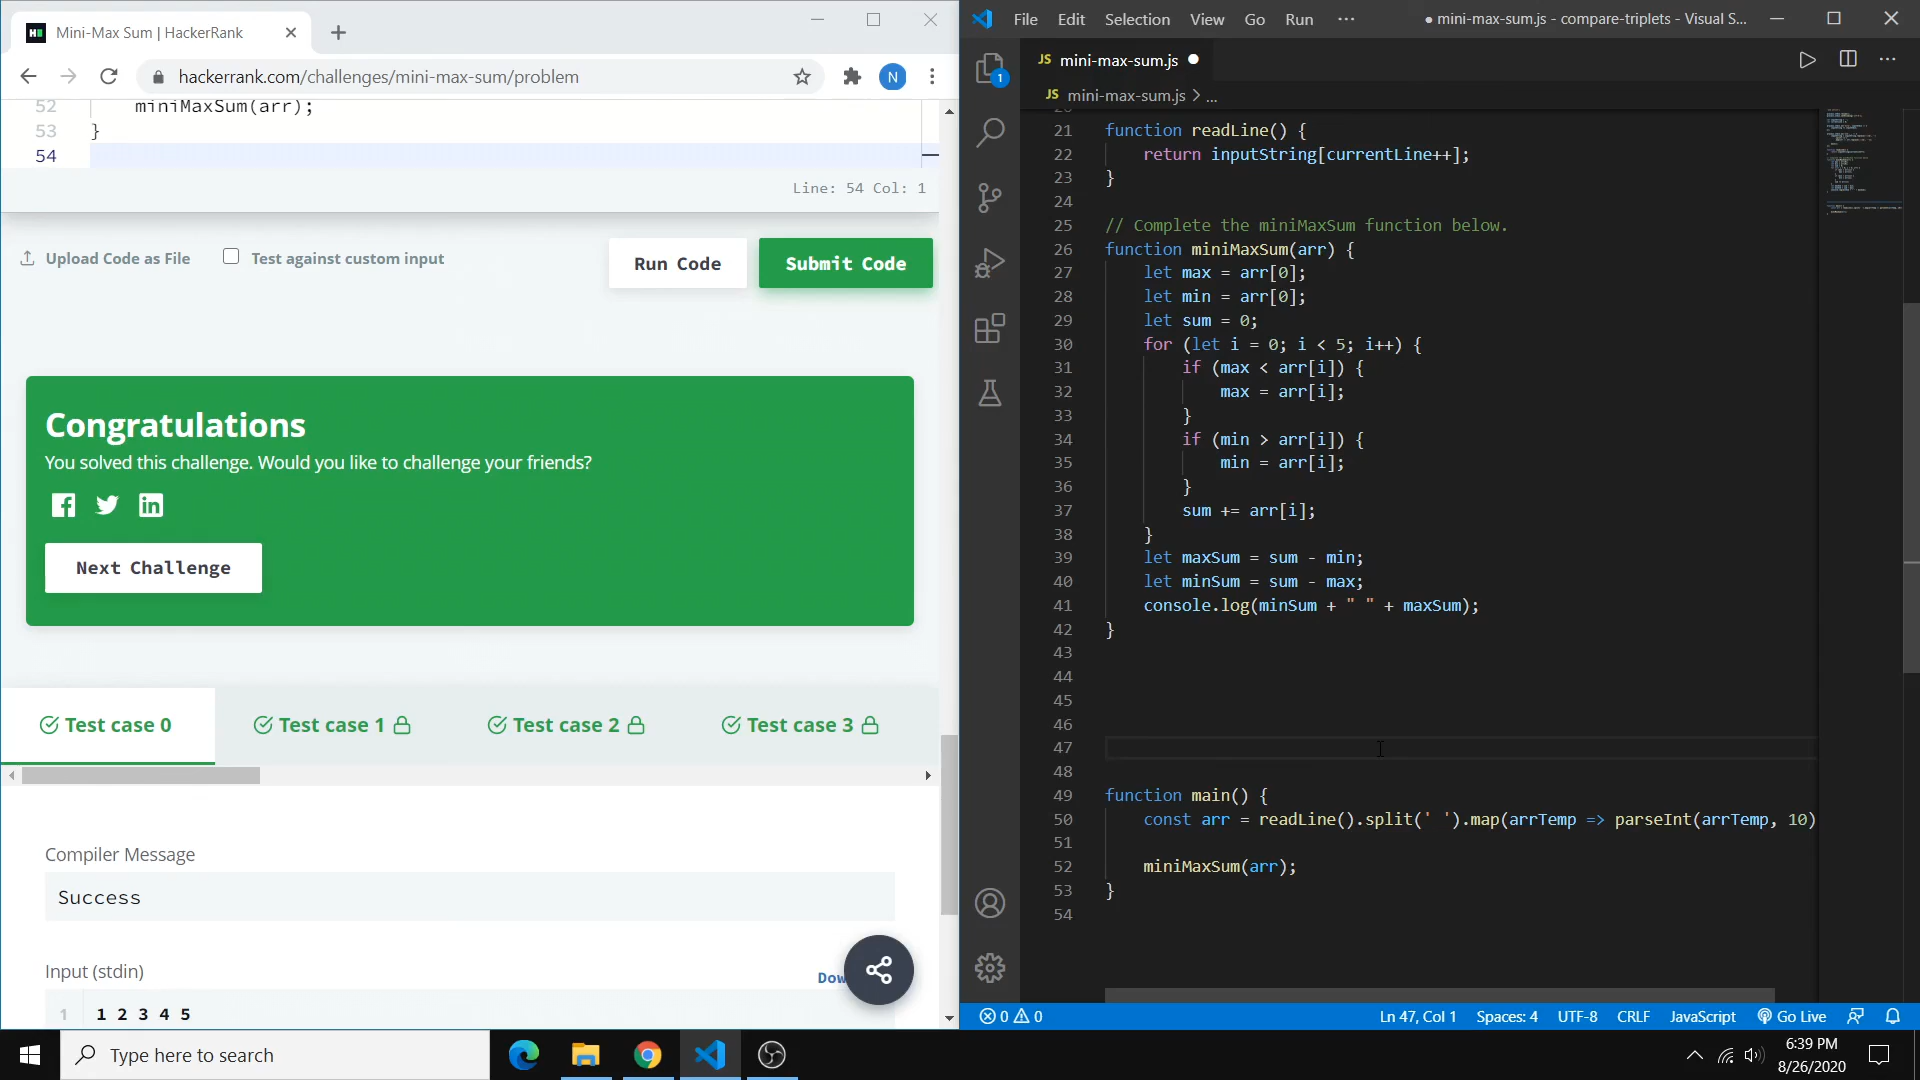 Mini-Max Sum | HackerRank
hackerrank.com/challenges/mini-max-sum/problem
N
52 miniMaxSum(arr);
53 }
54
Line: 54 Col: 1
Upload Code as File
Test against custom input
Run Code
Submit Code
Congratulations
You solved this challenge. Would you like to challenge your friends?
Next Challenge
Test case 0
Test case 1
Test case 2
Test case 3
Compiler Message
Success
Input (stdin)
1 1 2 3 4 5
File Edit Selection View Go Run ···
● mini-max-sum.js - compare-triplets - Visual S...
JS mini-max-sum.js ●
JS mini-max-sum.js > ...
1
21 function readLine() {
22 return inputString[currentLine++];
23 }
24
25 // Complete the miniMaxSum function below.
26 function miniMaxSum(arr) {
27 let max = arr[0];
28 let min = arr[0];
29 let sum = 0;
30 for (let i = 0; i < 5; i++) {
31 if (max < arr[i]) {
32 max = arr[i];
33 }
34 if (min > arr[i]) {
35 min = arr[i];
36 }
37 sum += arr[i];
38 }
39 let maxSum = sum - min;
40 let minSum = sum - max;
41 console.log(minSum + " " + maxSum);
42 }
43
44
45
46
47
48
49 function main() {
50 const arr = readLine().split(' ').map(arrTemp => parseInt(arrTemp, 10)
51
52 miniMaxSum(arr);
53 }
54
0 0
Ln 47, Col 1
Spaces: 4
UTF-8
CRLF
JavaScript
Go Live
Type here to search
6:39 PM
8/26/2020